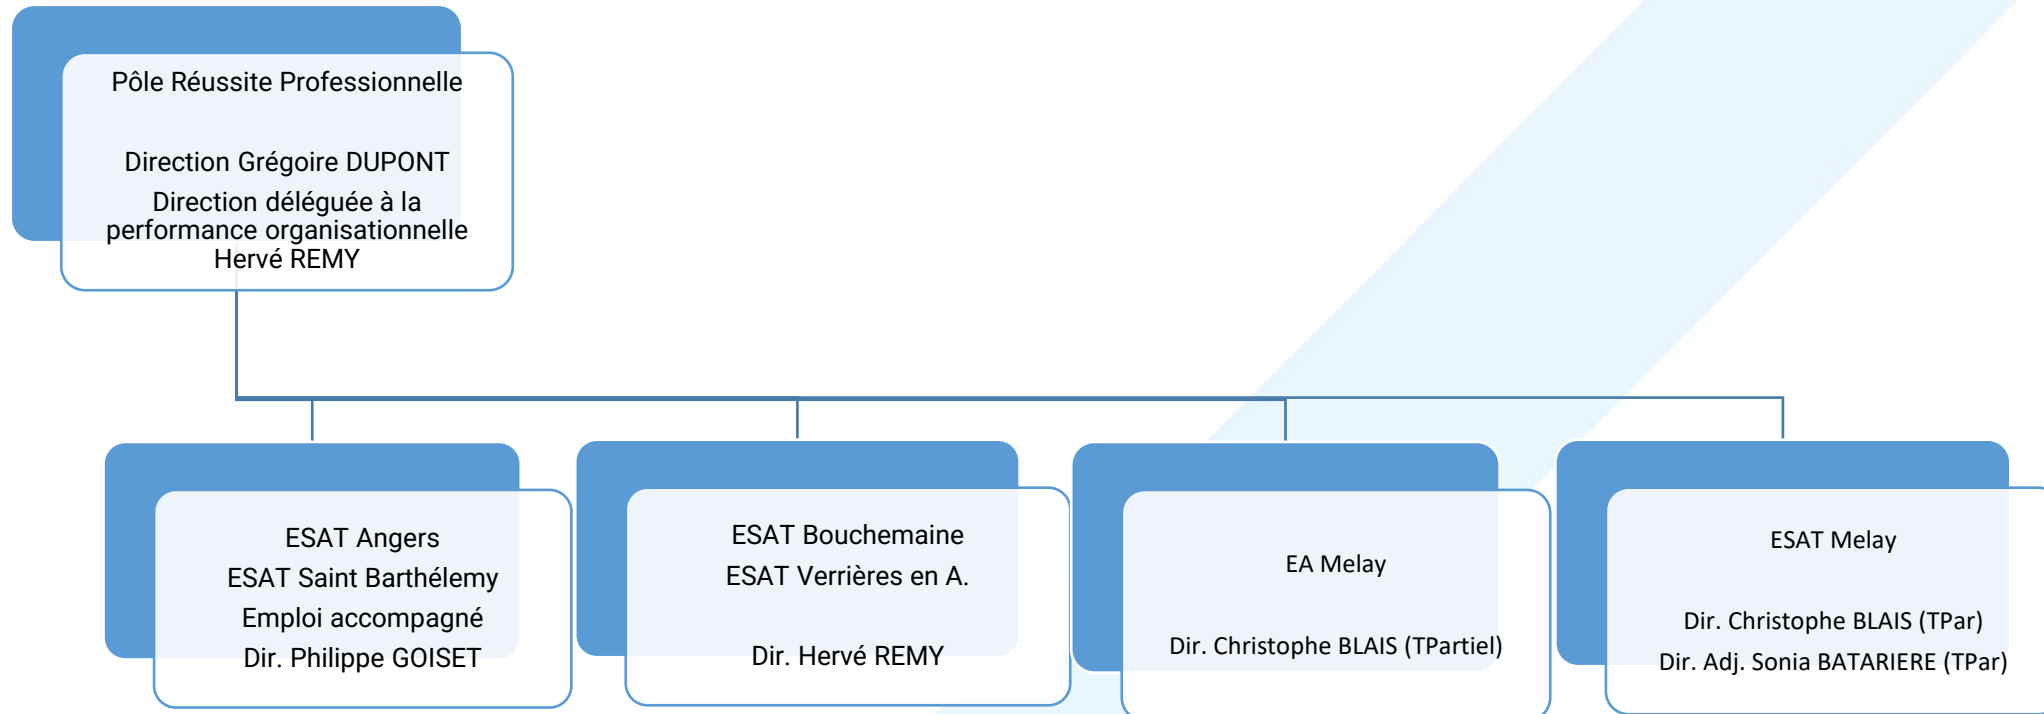 Pôle Réussite Professionnelle
Direction Grégoire DUPONT
Direction déléguée à la
performance organisationnelle
Hervé REMY
ESAT Angers
ESAT Saint Barthélemy
Emploi accompagné
Dir. Philippe GOISET
ESAT Bouchemaine
ESAT Verrières en A.
Dir. Hervé REMY
EA Melay
Dir. Christophe BLAIS (TPartiel)
ESAT Melay
Dir. Christophe BLAIS (TPar)
Dir. Adj. Sonia BATARIERE (TPar)